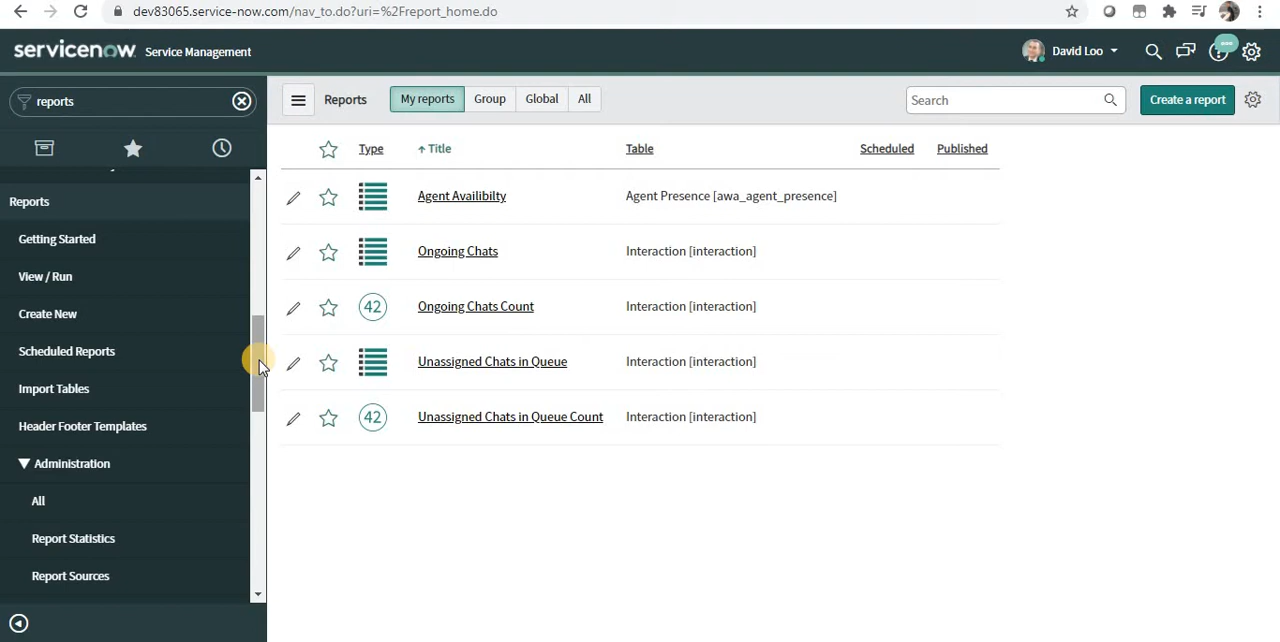 dev83065.service-now.com/nav_to.do?uri=%2Freport_home.do
servicenow Service Management
David Loo
reports
Reports
My reports
Group
Global
All
Search
Create a report
Type
Title
Table
Scheduled
Published
Reports
Getting Started
View / Run
Create New
Scheduled Reports
Import Tables
Header Footer Templates
Administration
All
Report Statistics
Report Sources
Agent Availibilty
Agent Presence [awa_agent_presence]
Ongoing Chats
Interaction [interaction]
42
Ongoing Chats Count
Interaction [interaction]
Unassigned Chats in Queue
Interaction [interaction]
42
Unassigned Chats in Queue Count
Interaction [interaction]